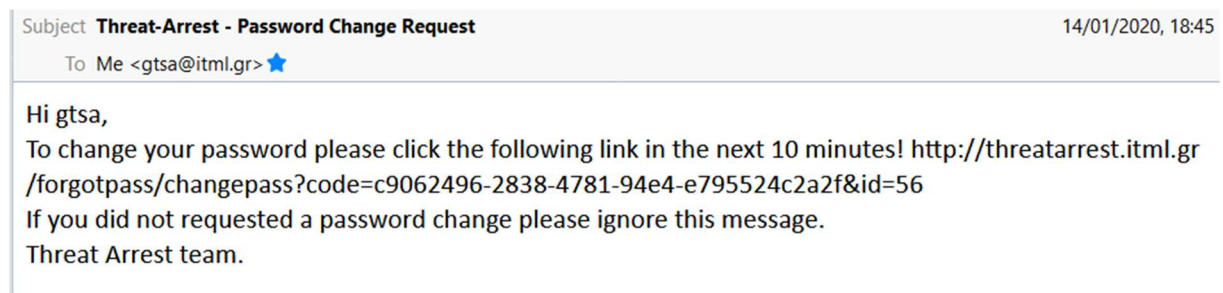 Subject Threat-Arrest - Password Change Request 14/01/2020, 18:45
To Me <gtsa@itml.gr>
Hi gtsa,
To change your password please click the following link in the next 10 minutes! http://threatarrest.itml.gr
/forgotpass/changepass?code=c9062496-2838-4781-94e4-e795524c2a2f&id=56
If you did not requested a password change please ignore this message.
Threat Arrest team.